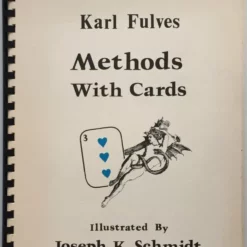 Karl Fulves
Methods
With Cards
3
Illustrated By
Joseph K. Schmidt